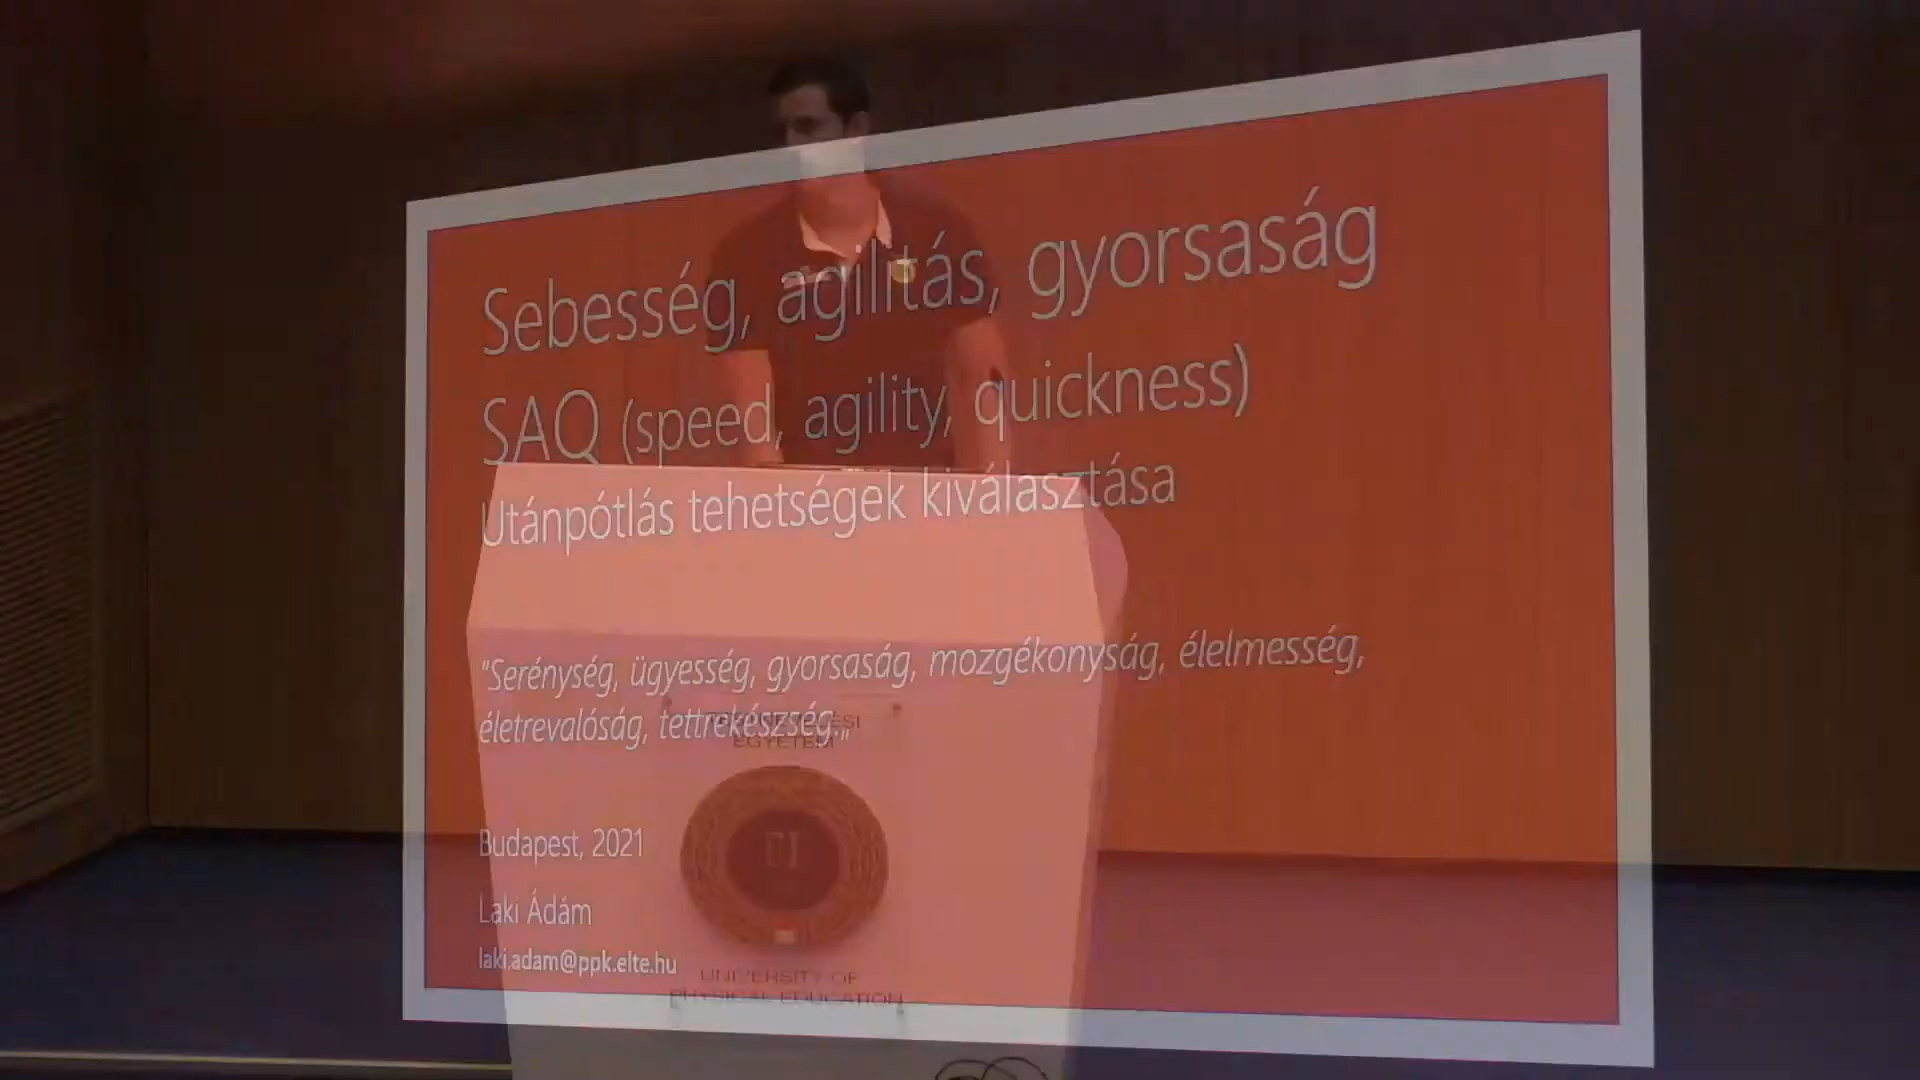 Sebesség, agilitás, gyorsaság
SAQ (speed, agility, quickness)
Utánpótlás tehetségek kiválasztása
"Serénység, ügyesség, gyorsaság, mozgékonyság, élelmesség,
életrevalóság, tettrekészség.„
EGYETEM
Budapest, 2021
Laki Ádám
laki.adam@ppk.elte.hu
UNIVERSITY OF
PHYSICAL EDUCATION